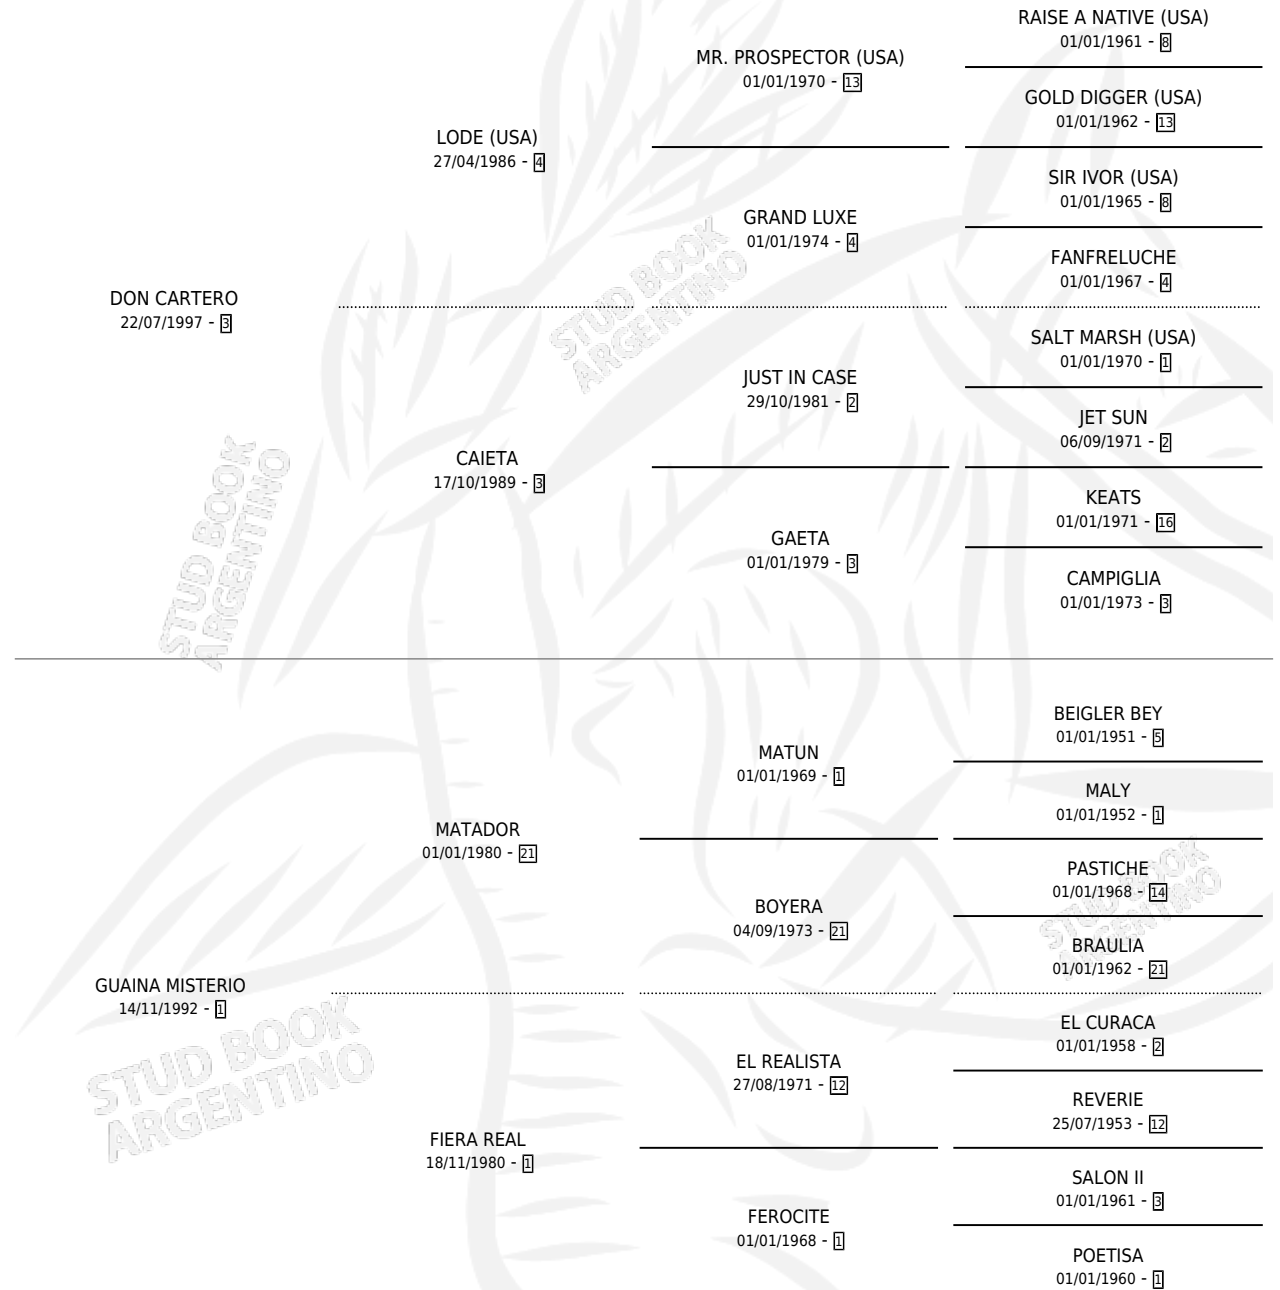 RAISE A NATIVE (USA)
01/01/1961 - 8
MR. PROSPECTOR (USA)
01/01/1970 - 13
GOLD DIGGER (USA)
01/01/1962 - 13
LODE (USA)
27/04/1986 - 4
SIR IVOR (USA)
01/01/1965 - 8
GRAND LUXE
01/01/1974 - 4
FANFRELUCHE
01/01/1967 - 4
DON CARTERO
22/07/1997 - 3
SALT MARSH (USA)
01/01/1970 - 1
JUST IN CASE
29/10/1981 - 2
JET SUN
06/09/1971 - 2
CAIETA
17/10/1989 - 3
KEATS
01/01/1971 - 16
GAETA
01/01/1979 - 3
CAMPIGLIA
01/01/1973 - 3
BEIGLER BEY
01/01/1951 - 5
MATUN
01/01/1969 - 1
MALY
01/01/1952 - 1
MATADOR
01/01/1980 - 21
PASTICHE
01/01/1968 - 14
BOYERA
04/09/1973 - 21
BRAULIA
01/01/1962 - 21
GUAINA MISTERIO
14/11/1992 - 1
EL CURACA
01/01/1958 - 2
EL REALISTA
27/08/1971 - 12
REVERIE
25/07/1953 - 12
FIERA REAL
18/11/1980 - 1
SALON II
01/01/1961 - 3
FEROCITE
01/01/1968 - 1
POETISA
01/01/1960 - 1
STUD BOOK
ARGENTINO
STUD BOOK
ARGENTINO
STUD BOOK
ARGENTINO
STUD BOOK
ARGENTINO